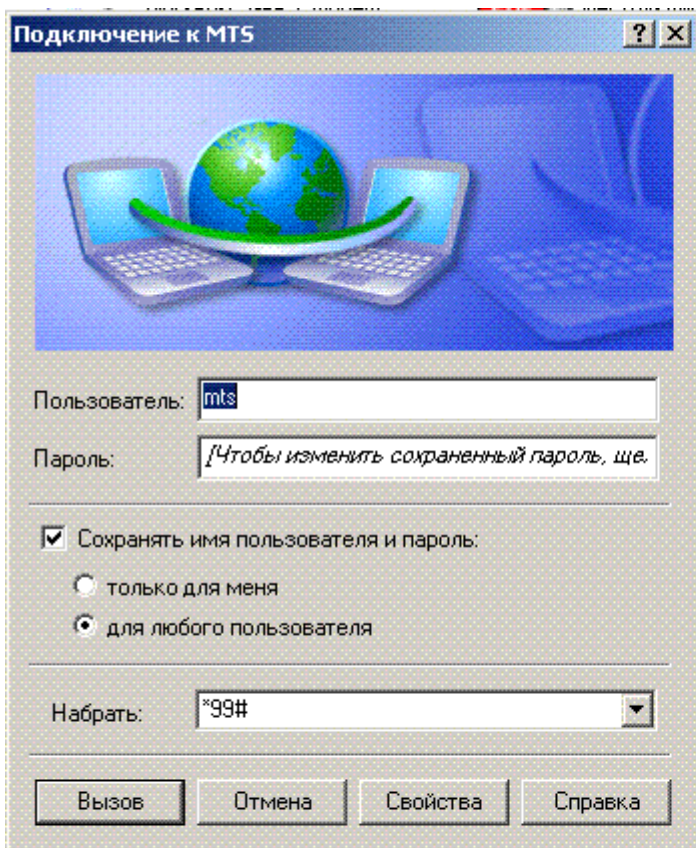 Подключение к MTS
Пользователь: mts
Пароль: [Чтобы изменить сохраненный пароль, ще.
Сохранять имя пользователя и пароль:
только для меня
для любого пользователя
Набрать: *99#
Вызов Отмена Свойства Справка